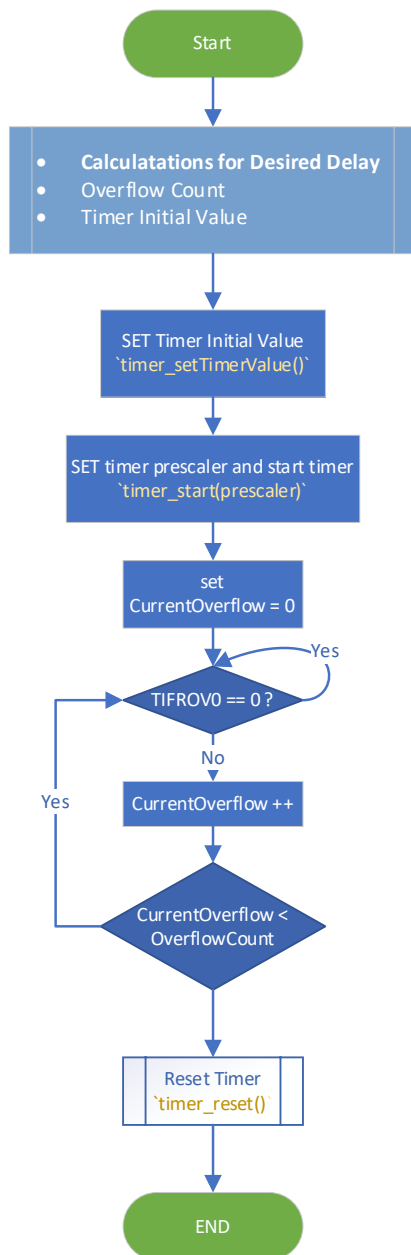 Start
• Calculatations for Desired Delay
• Overflow Count
• Timer Initial Value
SET Timer Initial Value
`timer_setTimerValue()`
SET timer prescaler and start timer
`timer_start(prescaler)`
set
CurrentOverflow = 0
Yes
TIFROV0 == 0 ?
No
CurrentOverflow ++
Yes
CurrentOverflow <
OverflowCount
Reset Timer
`timer_reset()`
END